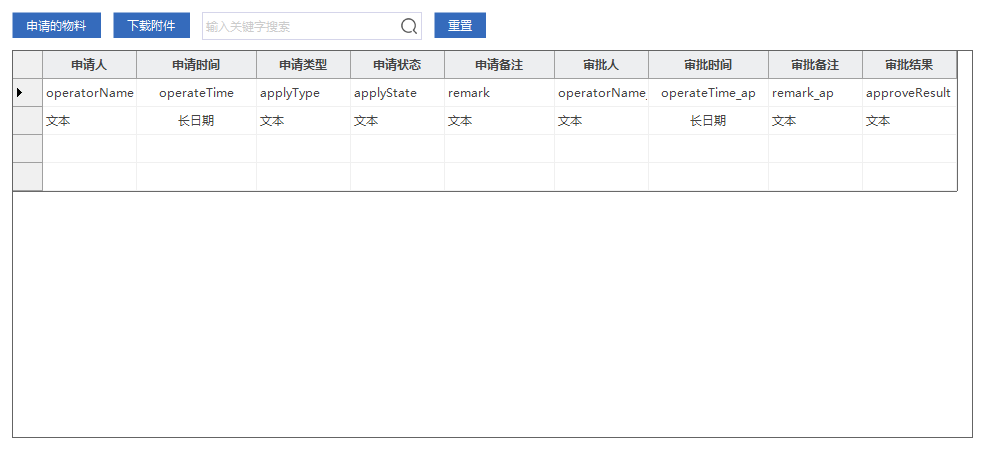 申请的物料 下载附件 输入关键字搜索 重置
申请人 申请时间 申请类型 申请状态 申请备注 审批人 审批时间 审批备注 审批结果
operatorName operateTime applyType applyState remark operatorName_ operateTime_ap remark_ap approveResult
文本 长日期 文本 文本 文本 文本 长日期 文本 文本